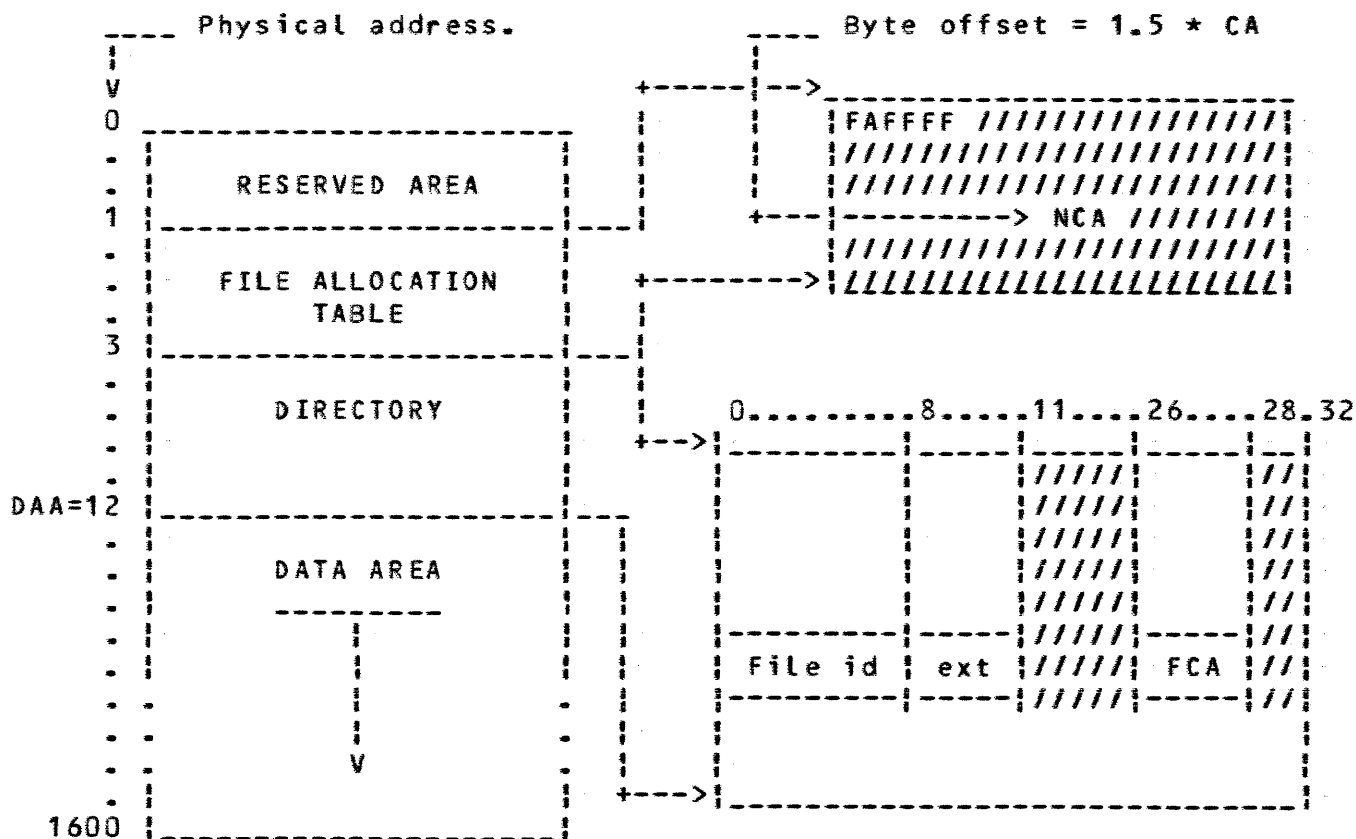 Physical address.
Byte offset = 1.5 * CA
0
FAFFFF
RESERVED AREA
1
NCA
FILE ALLOCATION
TABLE
3
DIRECTORY
0..........8.....11....26....28.32
DAA=12
DATA AREA
File id ext FCA
1600